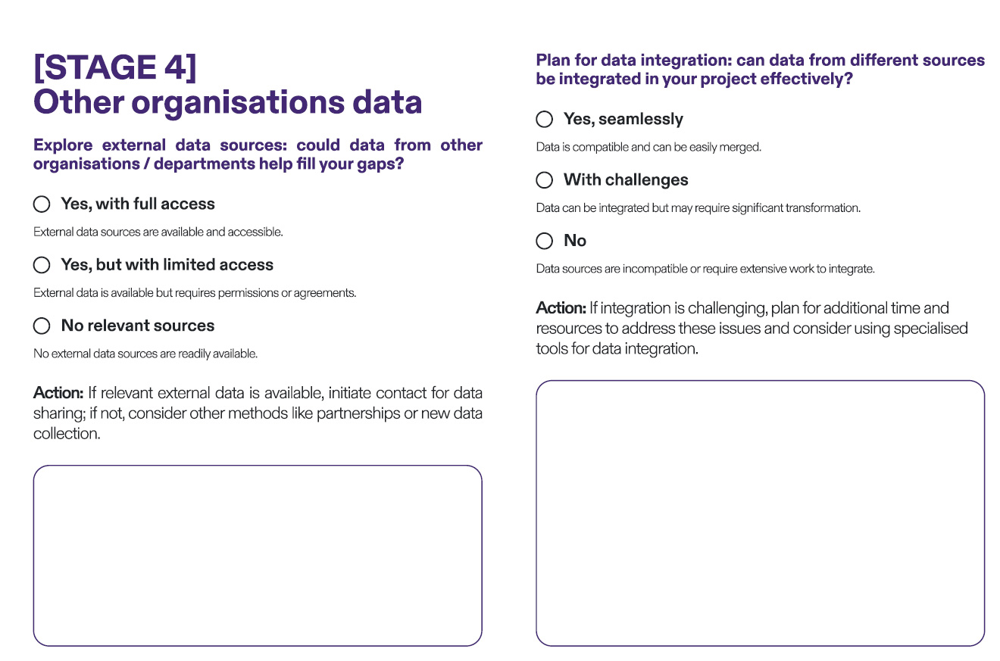 [STAGE 4]
Other organisations data
Explore external data sources: could data from other
organisations / departments help fill your gaps?
Yes, with full access
External data sources are available and accessible.
Yes, but with limited access
External data is available but requires permissions or agreements.
No relevant sources
No external data sources are readily available.
Action: If relevant external data is available, initiate contact for data
sharing; if not, consider other methods like partnerships or new data
collection.
Plan for data integration: can data from different sources
be integrated in your project effectively?
Yes, seamlessly
Data is compatible and can be easily merged.
With challenges
Data can be integrated but may require significant transformation.
No
Data sources are incompatible or require extensive work to integrate.
Action: If integration is challenging, plan for additional time and
resources to address these issues and consider using specialised
tools for data integration.